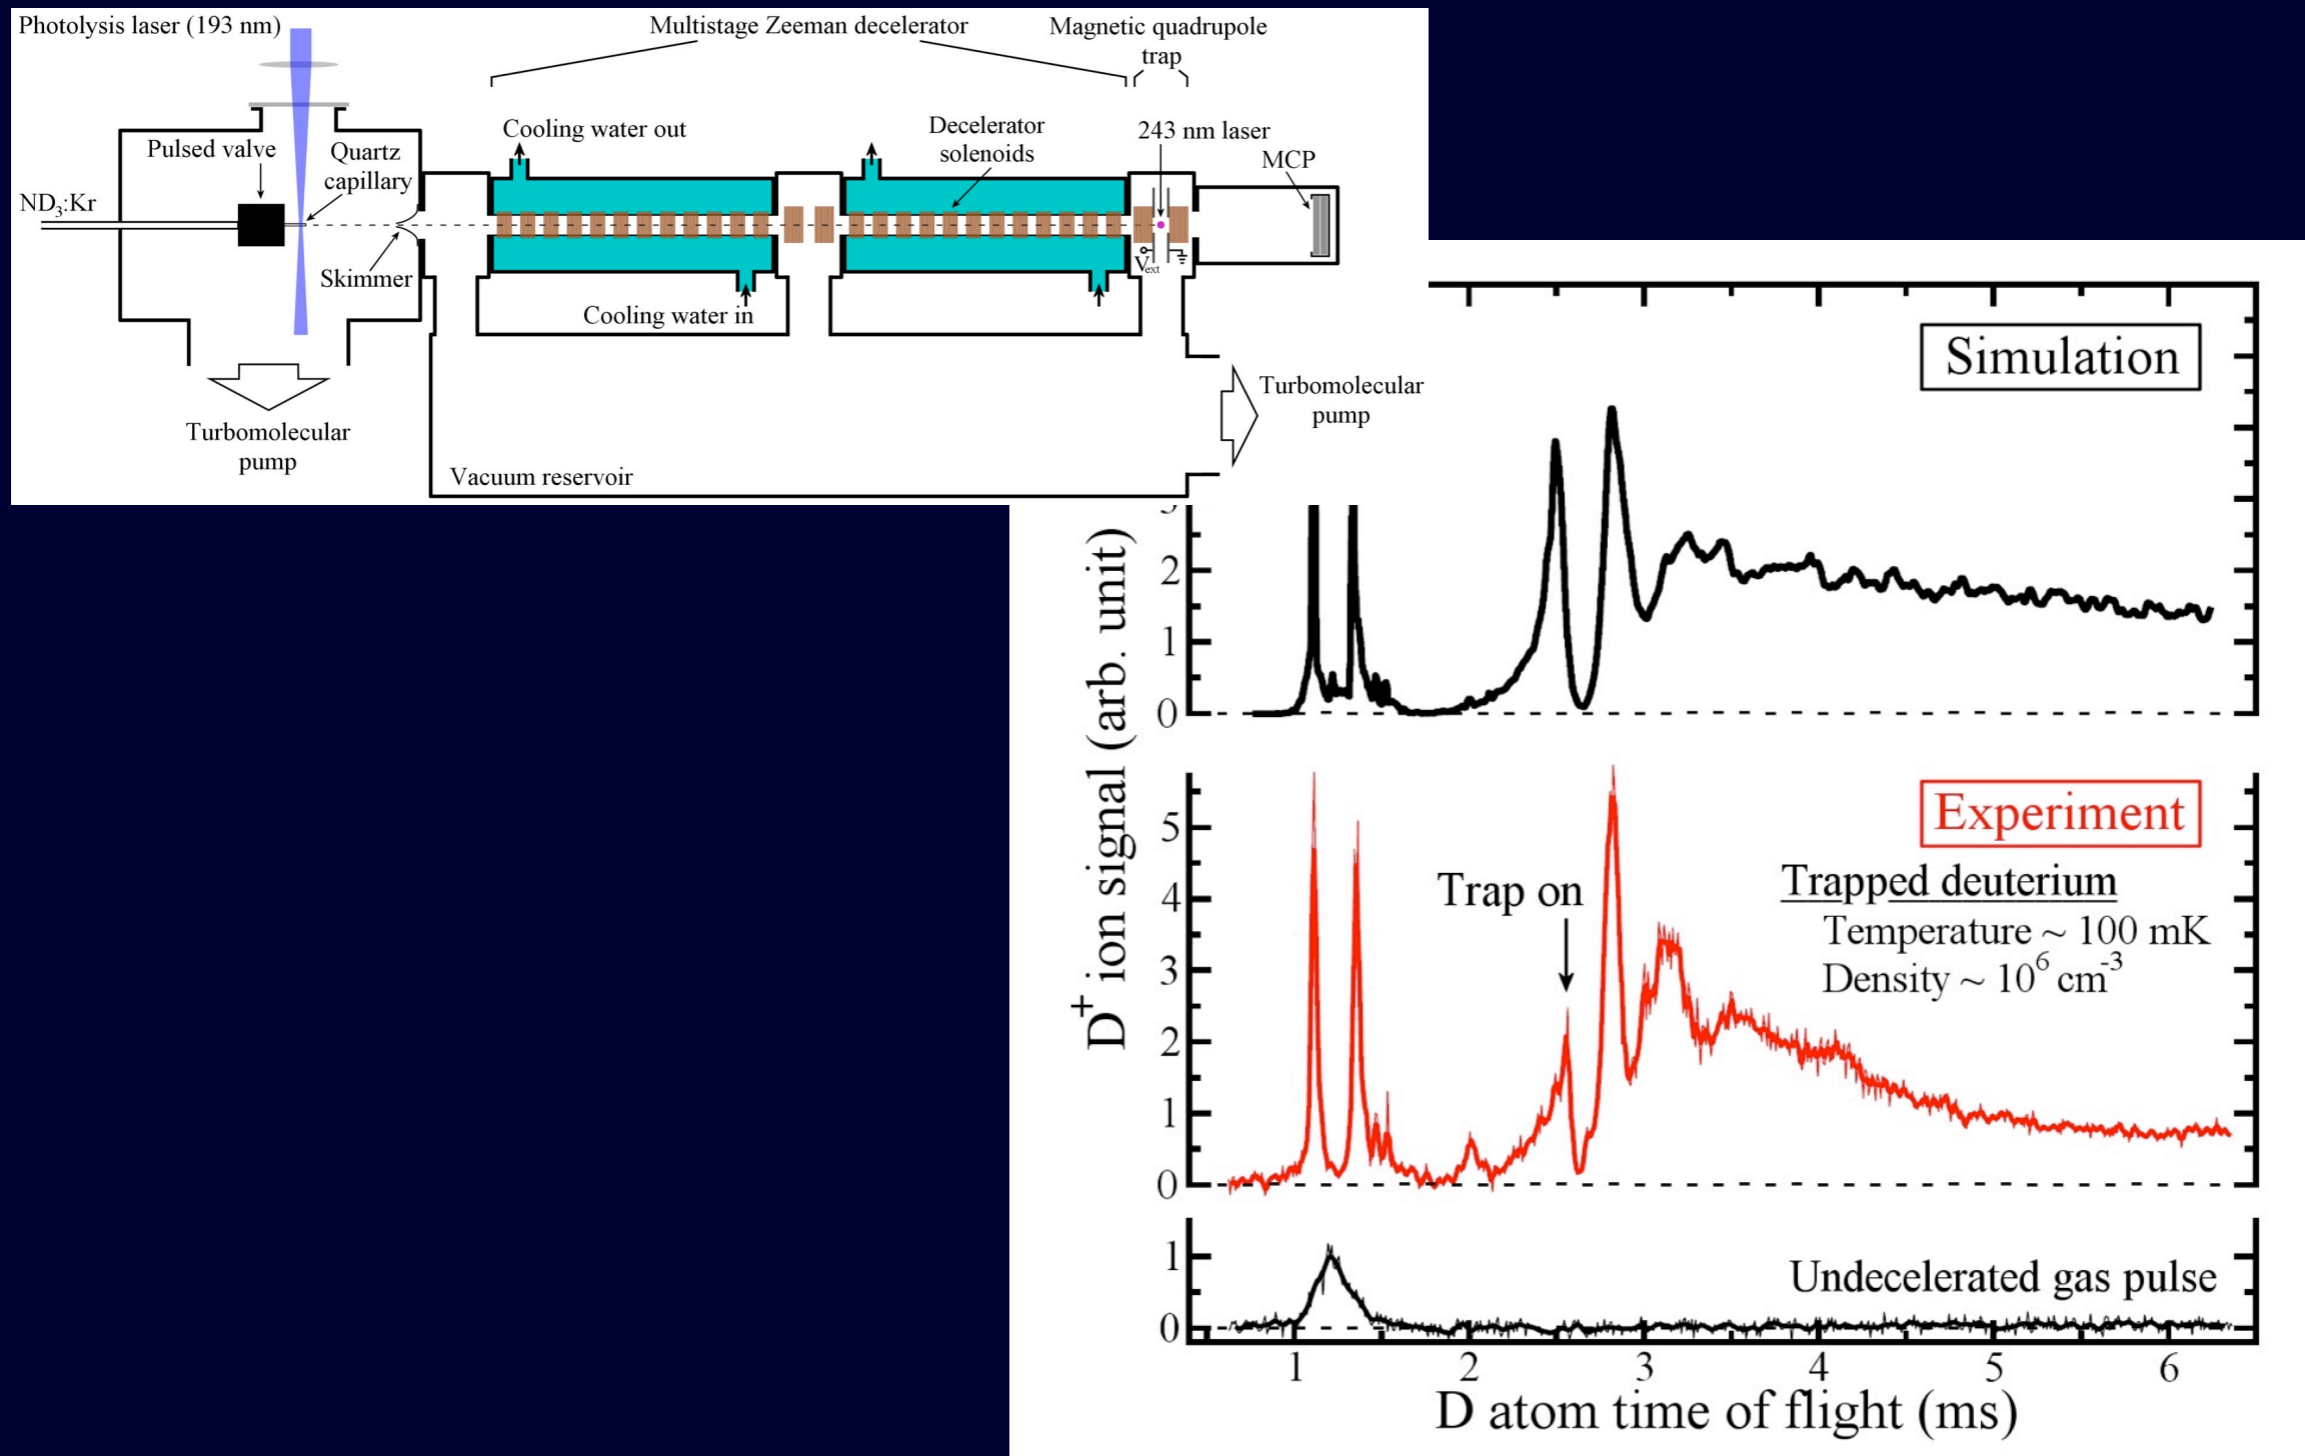 Photolysis laser (193 nm)
Multistage Zeeman decelerator
Magnetic quadrupole
trap
Cooling water out
Decelerator
solenoids
243 nm laser
MCP
Pulsed valve
Quartz
capillary
ND₃:Kr
Skimmer
Vext
Cooling water in
Turbomolecular
pump
Turbomolecular
pump
Vacuum reservoir
Simulation
2
1
0
D⁺ ion signal (arb. unit)
Experiment
Trapped deuterium
Temperature ~ 100 mK
Density ~ 10⁶ cm⁻³
Trap on
5
4
3
2
1
0
Undecelerated gas pulse
1
0
1 2 3 4 5 6
D atom time of flight (ms)